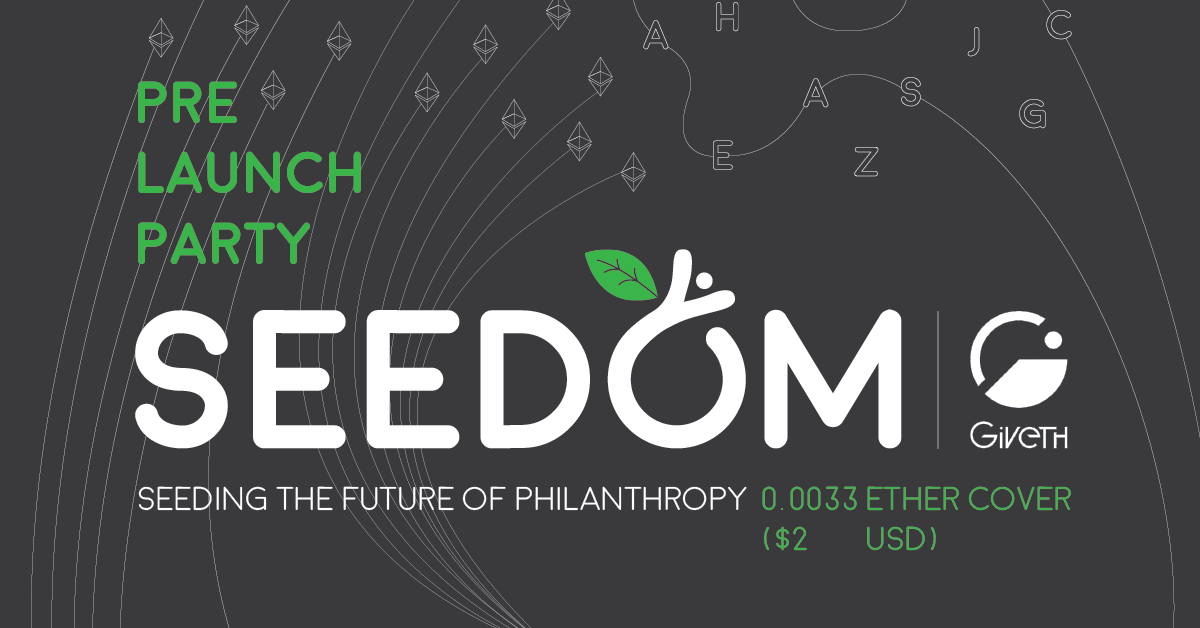 A H J C
A S G
E Z
PRE
LAUNCH
PARTY
SEEDOM
GIVETH
SEEDING THE FUTURE OF PHILANTHROPY 0.0033 ETHER COVER
($2 USD)